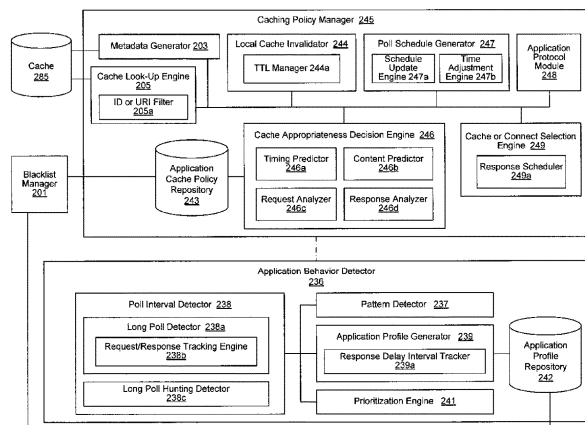 Caching Policy Manager 245
Cache
285
Metadata Generator 203
Cache Look-Up Engine
205
ID or URI Filter
205a
Local Cache Invalidator 244
TTL Manager 244a
Poll Schedule Generator 247
Schedule
Update
Engine 247a
Time
Adjustment
Engine 247b
Application
Protocol
Module
248
Cache Appropriateness Decision Engine 246
Timing Predictor
246a
Content Predictor
246b
Request Analyzer
246c
Response Analyzer
246d
Cache or Connect Selection
Engine 249
Response Scheduler
249a
Blacklist
Manager
201
Application
Cache Policy
Repository
243
Application Behavior Detector
236
Poll Interval Detector 238
Long Poll Detector 238a
Request/Response Tracking Engine
238b
Long Poll Hunting Detector
238c
Pattern Detector 237
Application Profile Generator 239
Response Delay Interval Tracker
239a
Prioritization Engine 241
Application
Profile
Repository
242